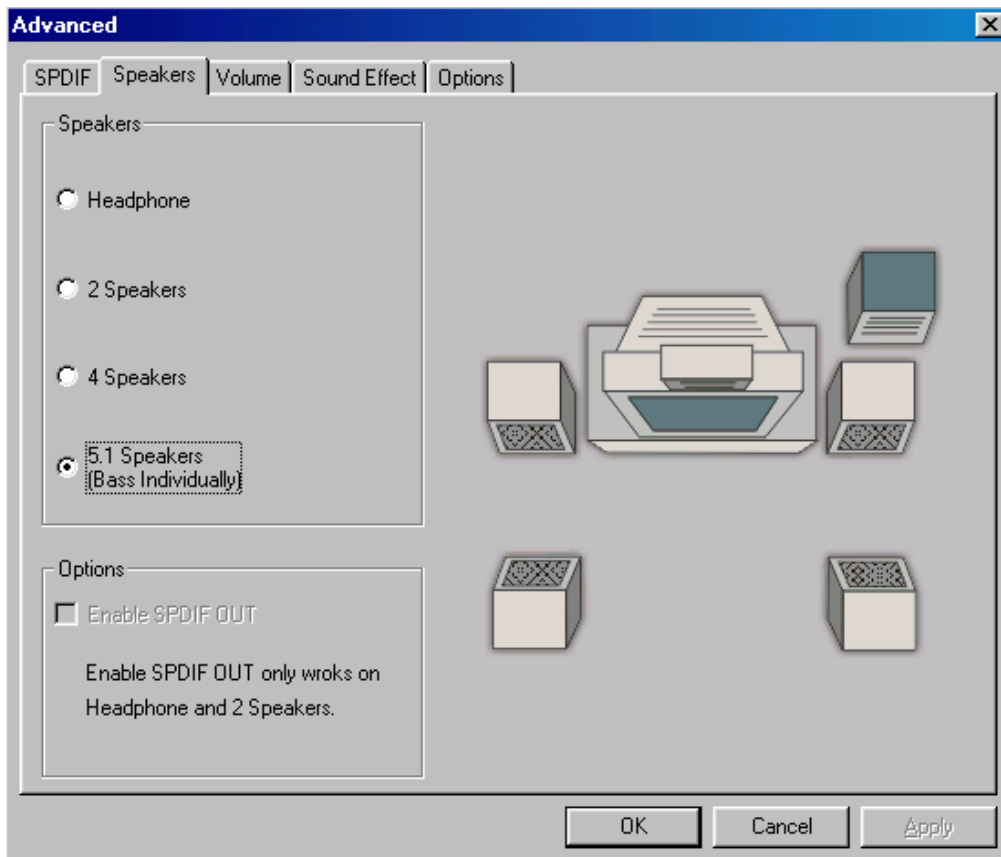 Advanced
SPDIF Speakers Volume Sound Effect Options
Speakers
Headphone
2 Speakers
4 Speakers
5.1 Speakers
(Bass Individually)
Options
Enable SPDIF OUT
Enable SPDIF OUT only wroks on
Headphone and 2 Speakers.
OK Cancel Apply